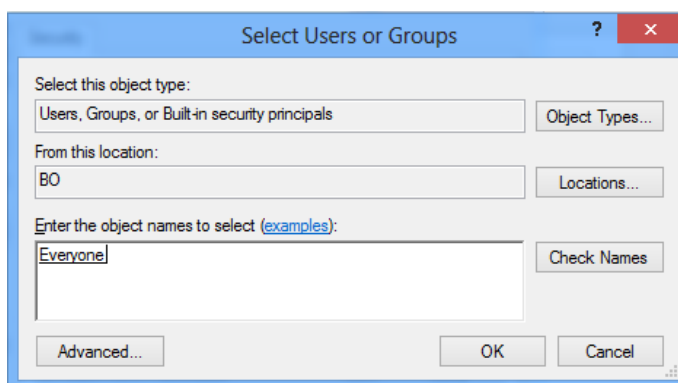 Select Users or Groups
?
Select this object type:
Users, Groups, or Built-in security principals
Object Types...
From this location:
BO
Locations...
Enter the object names to select (examples):
Everyone
Check Names
Advanced...
OK
Cancel